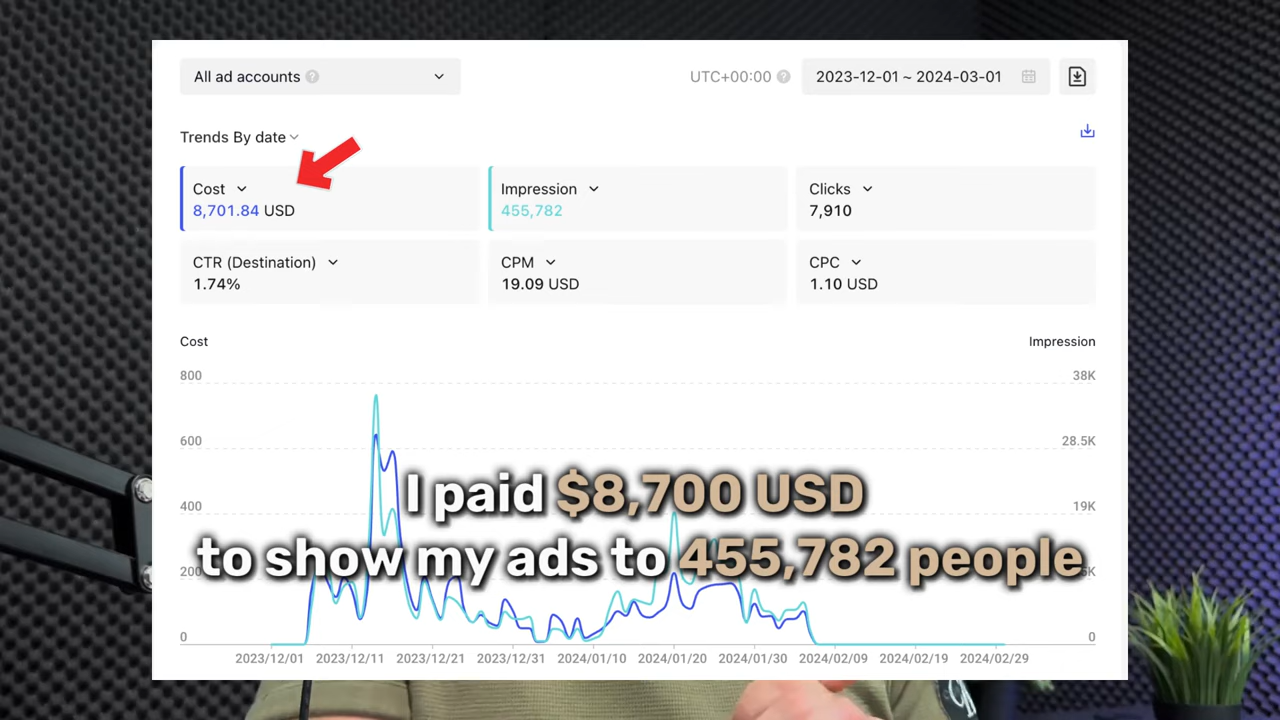 All ad accounts
UTC+00:00
2023-12-01 ~ 2024-03-01
Trends By date
Cost
8,701.84 USD
Impression
455,782
Clicks
7,910
CTR (Destination)
1.74%
CPM
19.09 USD
CPC
1.10 USD
Cost
Impression
800
38K
600
28.5K
400
19K
200
0
0
I paid $8,700 USD
to show my ads to 455,782 people
2023/12/01 2023/12/11 2023/12/21 2023/12/31 2024/01/10 2024/01/20 2024/01/30 2024/02/09 2024/02/19 2024/02/29